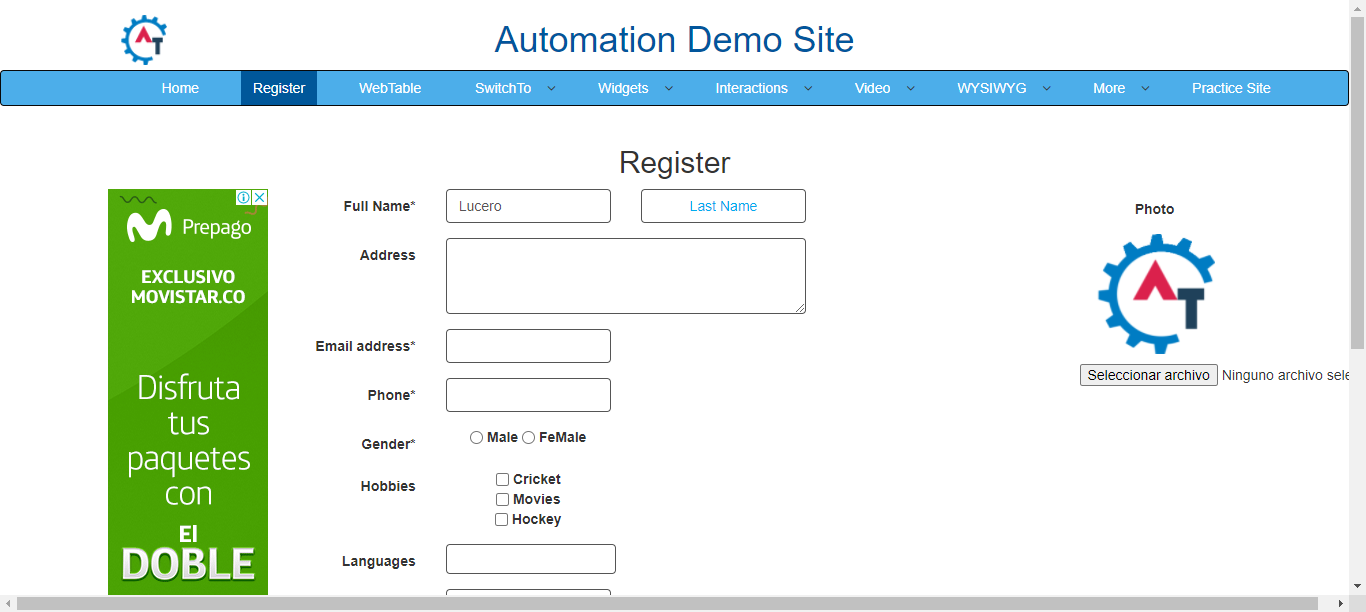 Automation Demo Site
Home Register WebTable SwitchTo Widgets Interactions Video WYSIWYG More Practice Site
Register
Prepago
EXCLUSIVO
MOVISTAR.CO
Disfruta
tus
paquetes
con
El
DOBLE
Full Name* Lucero Last Name
Address
Email address*
Phone*
Gender* Male FeMale
Hobbies Cricket
Movies
Hockey
Languages
Photo
AT
Seleccionar archivo Ninguno archivo sele